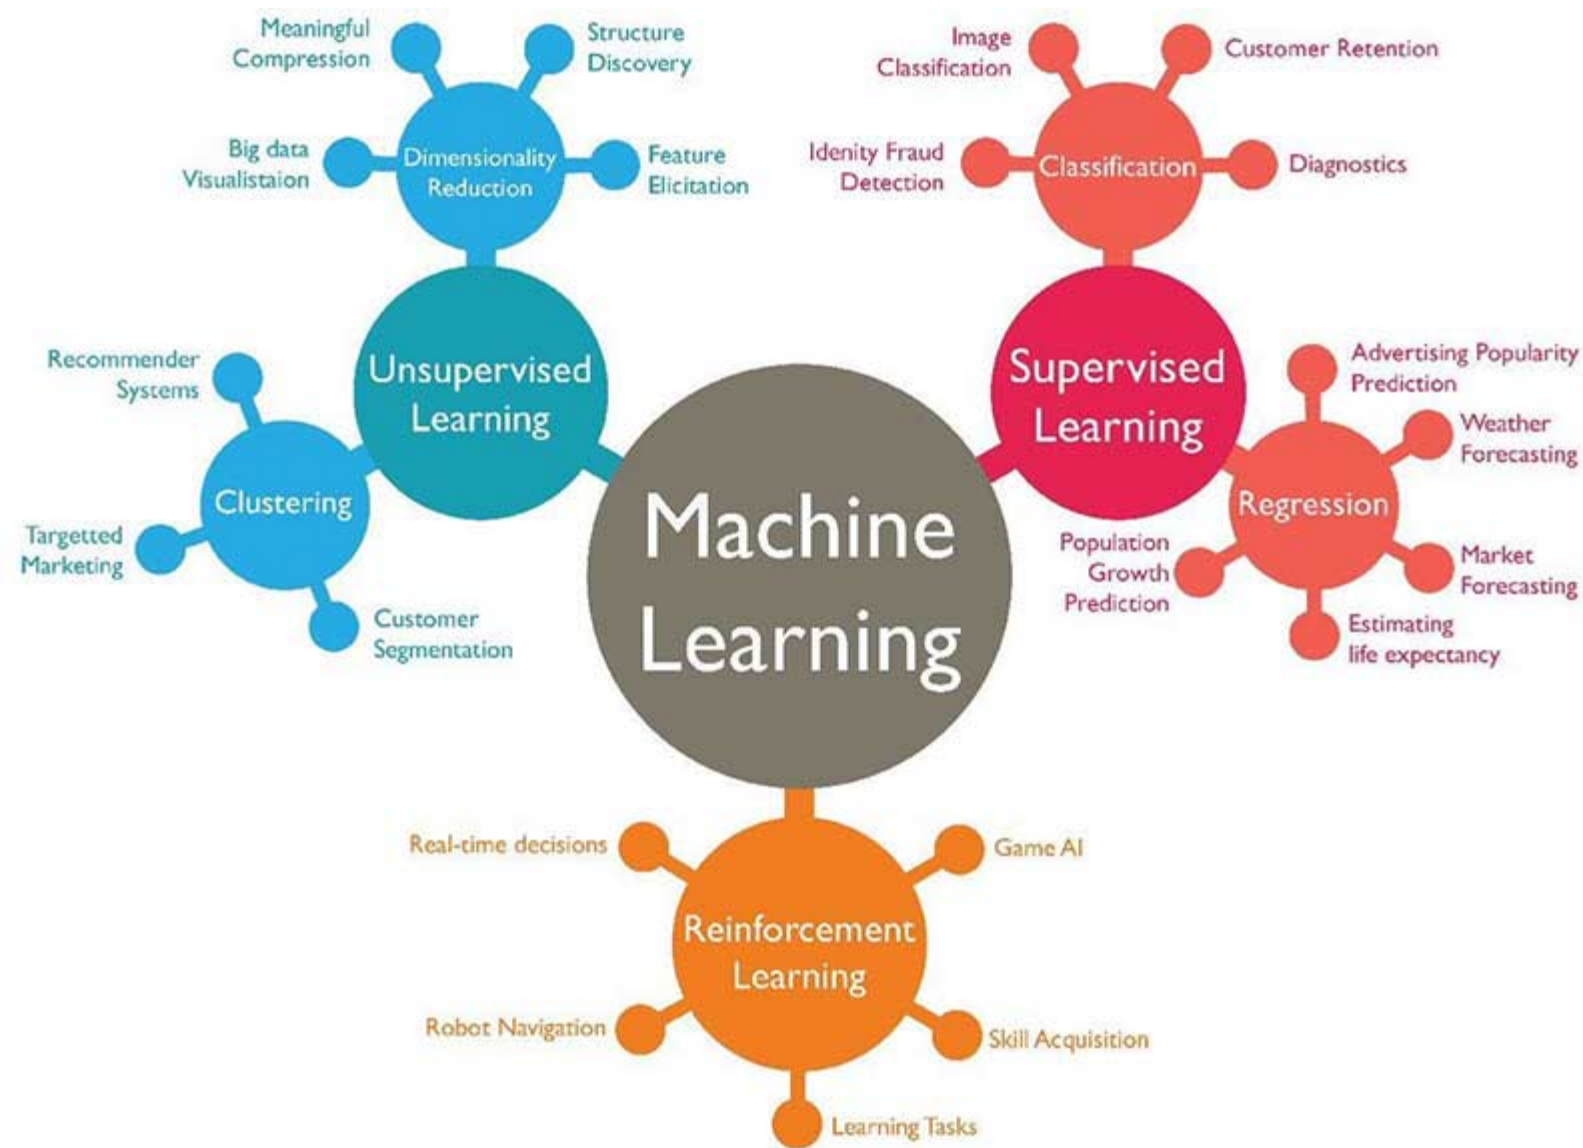 Meaningful
Compression
Structure
Discovery
Big data
Visualistaion
Dimensionality
Reduction
Feature
Elicitation
Image
Classification
Customer Retention
Idenity Fraud
Detection
Classification
Diagnostics
Unsupervised
Learning
Supervised
Learning
Recommender
Systems
Clustering
Targetted
Marketing
Customer
Segmentation
Machine
Learning
Advertising Popularity
Prediction
Weather
Forecasting
Regression
Population
Growth
Prediction
Market
Forecasting
Estimating
life expectancy
Real-time decisions
Game AI
Reinforcement
Learning
Robot Navigation
Skill Acquisition
Learning Tasks